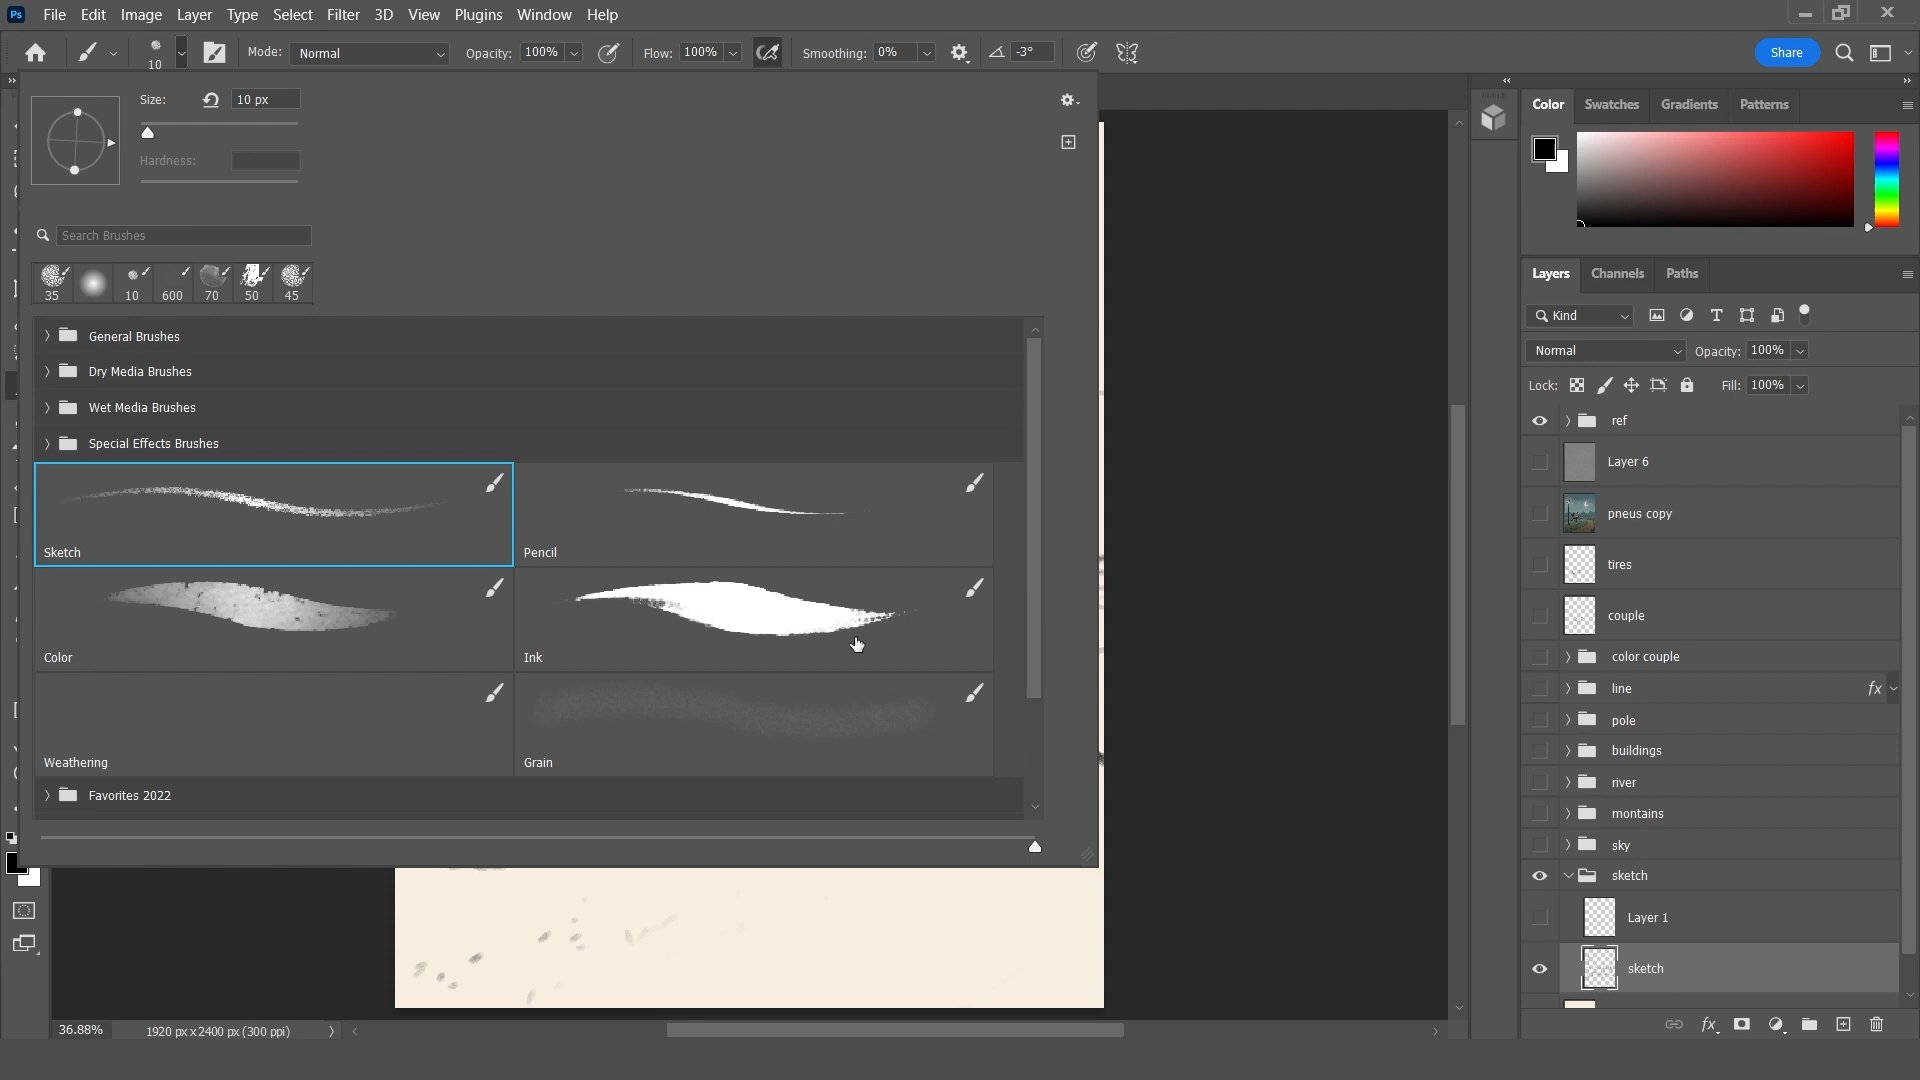 Ps File Edit Image Layer Type Select Filter 3D View Plugins Window Help
10 Mode: Normal Opacity: 100% Flow: 100% Smoothing: 0% -3° Share
Size: 10 px
Hardness:
Search Brushes
35 10 600 70 50 45
General Brushes
Dry Media Brushes
Wet Media Brushes
Special Effects Brushes
Sketch Pencil
Color Ink
Weathering Grain
Favorites 2022
36.88% 1920 px x 2400 px (300 ppi)
Color Swatches Gradients Patterns
Layers Channels Paths
Kind
Normal Opacity: 100%
Lock: Fill: 100%
ref
Layer 6
pneus copy
tires
couple
color couple
line fx
pole
buildings
river
montains
sky
sketch
Layer 1
sketch
fx